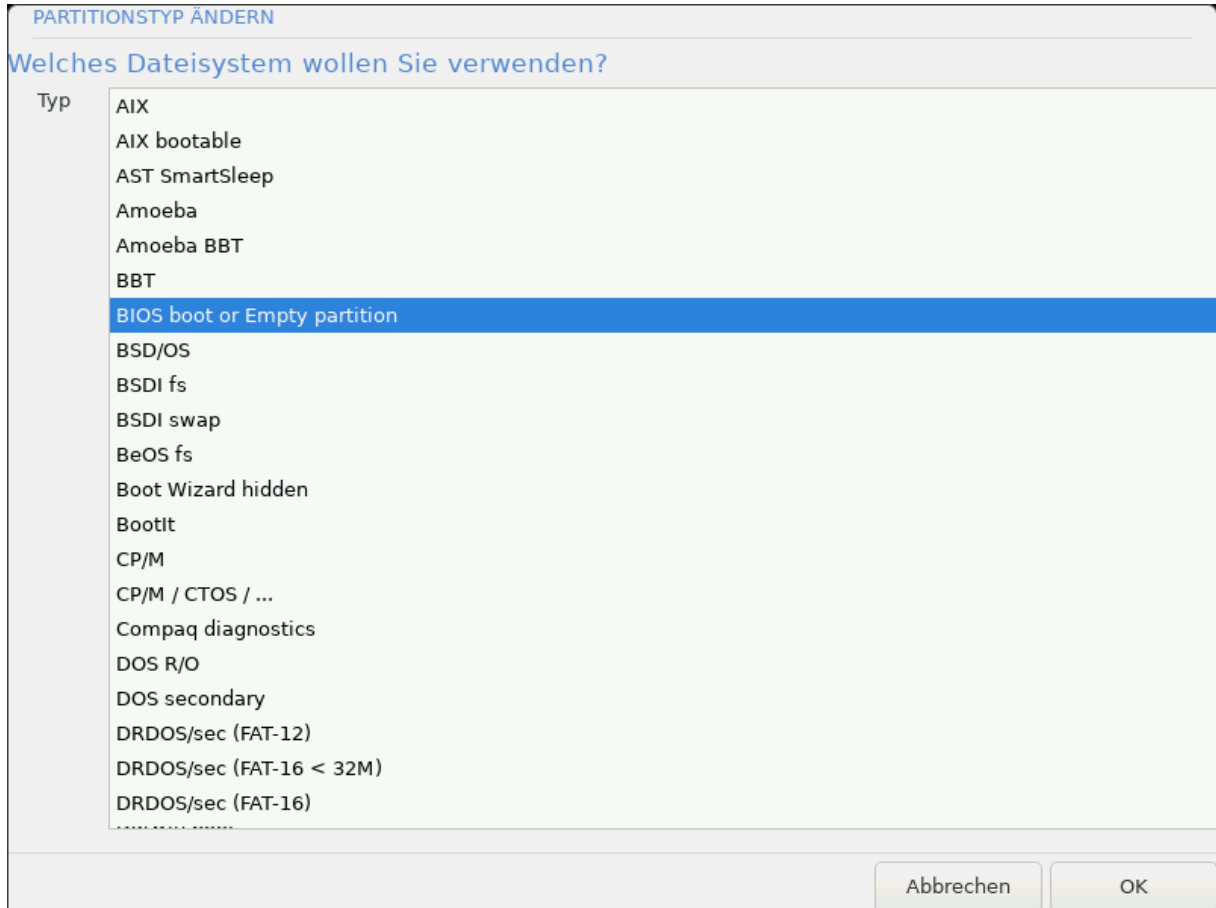 PARTITIONSTYP ÄNDERN
Welches Dateisystem wollen Sie verwenden?
Typ
AIX
AIX bootable
AST SmartSleep
Amoeba
Amoeba BBT
BBT
BIOS boot or Empty partition
BSD/OS
BSDI fs
BSDI swap
BeOS fs
Boot Wizard hidden
BootIt
CP/M
CP/M / CTOS / ...
Compaq diagnostics
DOS R/O
DOS secondary
DRDOS/sec (FAT-12)
DRDOS/sec (FAT-16 < 32M)
DRDOS/sec (FAT-16)
Abbrechen OK